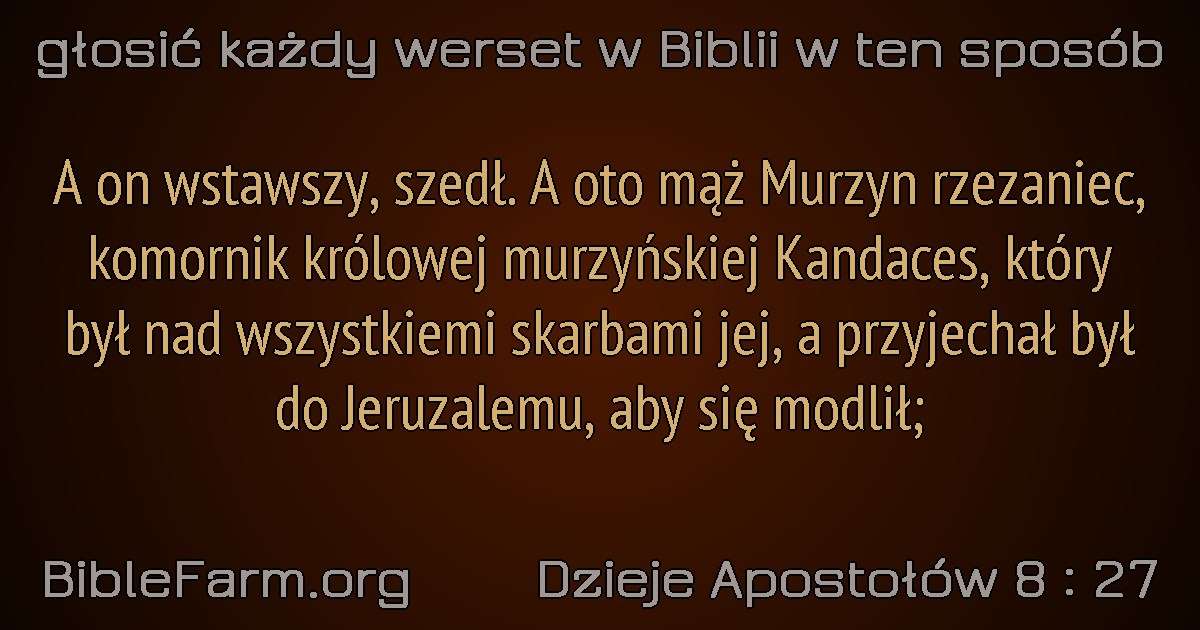 głosić każdy werset w Biblii w ten sposób
A on wstawszy, szedł. A oto mąż Murzyn rzezaniec,
komornik królowej murzyńskiej Kandaces, który
był nad wszystkiemi skarbami jej, a przyjechał był
do Jeruzalemu, aby się modlił;
BibleFarm.org
Dzieje Apostołów 8 : 27